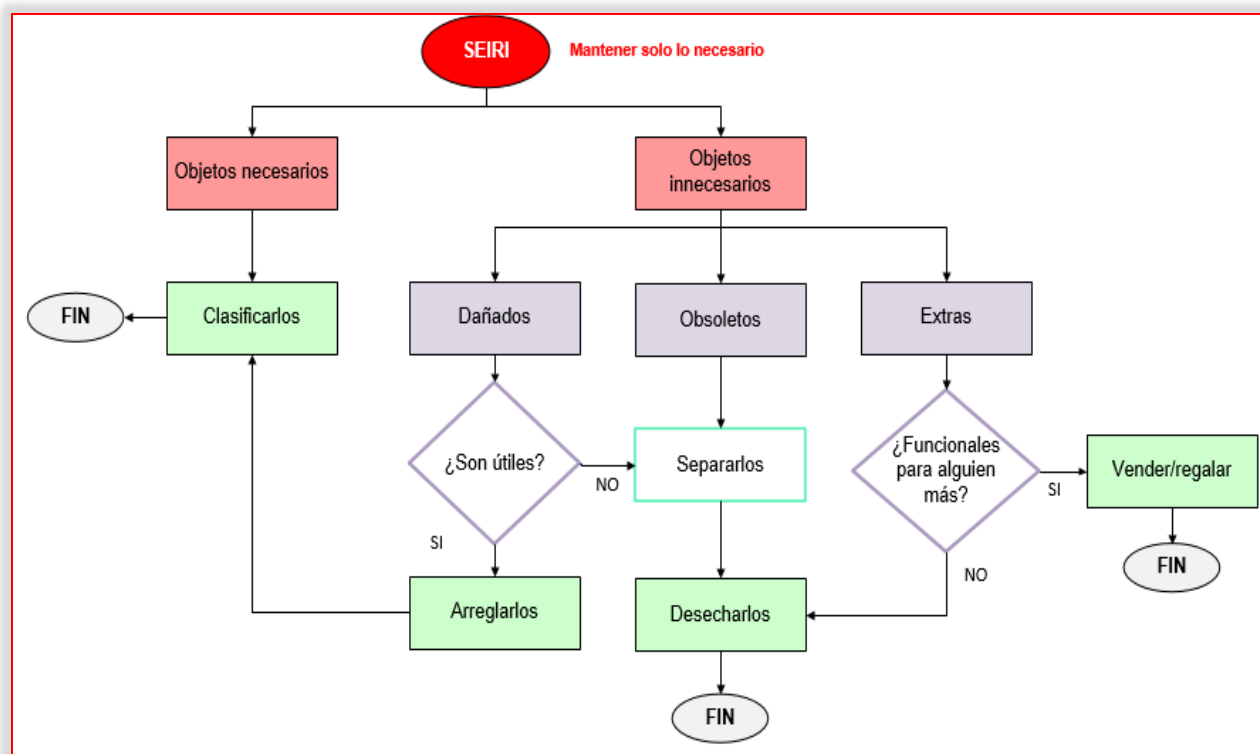 SEIRI
Mantener solo lo necesario
Objetos necesarios
Objetos
innecesarios
FIN
Clasificarlos
Dañados
Obsoletos
Extras
¿Son útiles?
NO
Separarlos
¿Funcionales
para alguien
más?
SI
Vender/regalar
SI
FIN
NO
Arreglarlos
Desecharlos
FIN